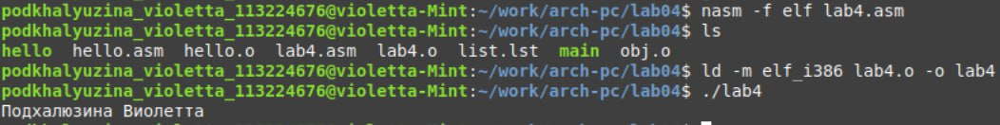 podkhalyuzina_violetta_113224676@violetta-Mint:~/work/arch-pc/lab04$ nasm -f elf lab4.asm
podkhalyuzina_violetta_113224676@violetta-Mint:~/work/arch-pc/lab04$ ls
hello  hello.asm  hello.o  lab4.asm  lab4.o  list.lst  main  obj.o
podkhalyuzina_violetta_113224676@violetta-Mint:~/work/arch-pc/lab04$ ld -m elf_i386 lab4.o -o lab4
podkhalyuzina_violetta_113224676@violetta-Mint:~/work/arch-pc/lab04$ ./lab4
Подхалюзина Виолетта